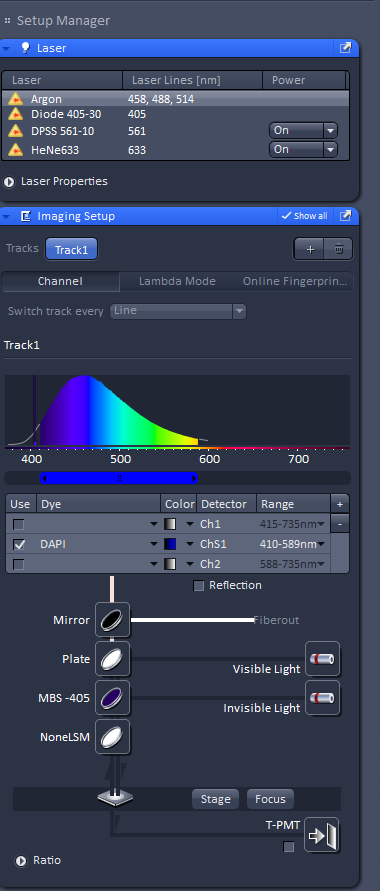 Setup Manager
Laser
Laser Laser Lines [nm] Power
Argon 458, 488, 514
Diode 405-30 405
DPSS 561-10 561 On
HeNe633 633 On
Laser Properties
Imaging Setup Show all
Tracks Track1 +
Channel Lambda Mode Online Fingerprin...
Switch track every Line
Track1
400 500 600 700
Use Dye Color Detector Range +
Ch1 415-735nm -
DAPI ChS1 410-589nm
Ch2 588-735nm
Reflection
Mirror Fiberout
Plate Visible Light
MBS -405 Invisible Light
NoneLSM
Stage Focus
T-PMT
Ratio